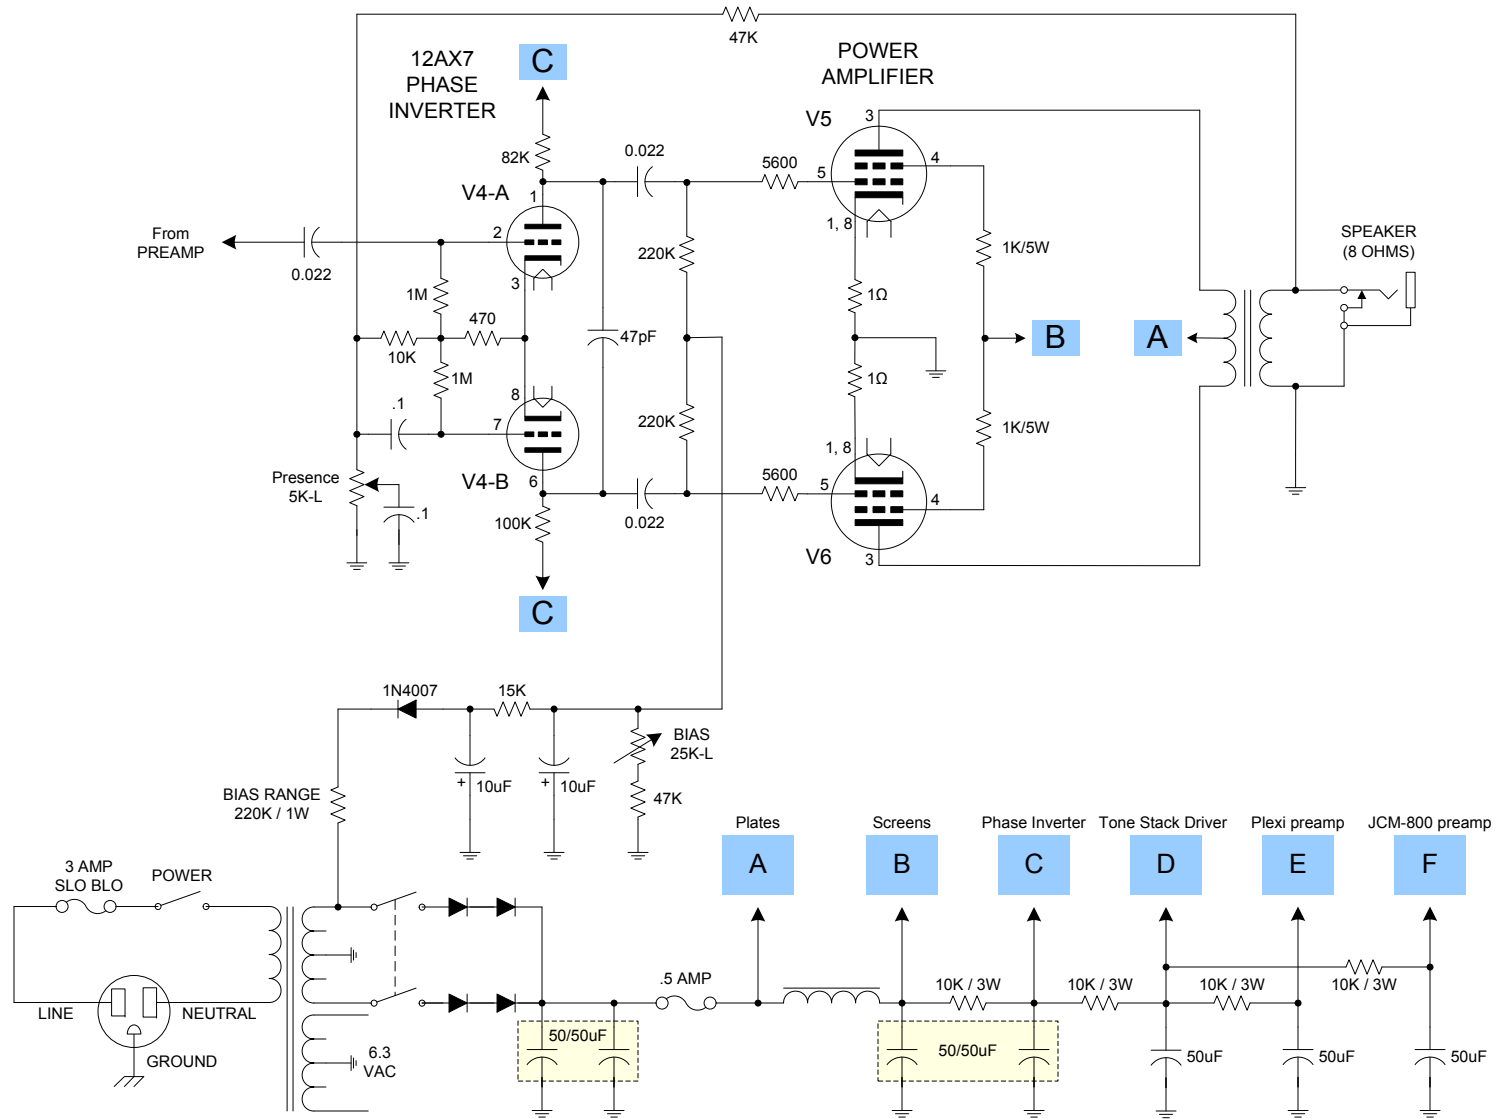 47K
12AX7
PHASE
INVERTER
C
POWER
AMPLIFIER
V5
3
82K
0.022
5600
4
5
V4-A
1
1, 8
From
PREAMP
2
0.022
3
220K
1K/5W
SPEAKER
(8 OHMS)
1M
470
1Ω
10K
47pF
B
A
1M
1Ω
.1
8
7
220K
1K/5W
1, 8
Presence
5K-L
V4-B
6
5600
5
4
.1
100K
0.022
V6
3
C
1N4007
15K
BIAS
25K-L
+
10uF
+
10uF
47K
BIAS RANGE
220K / 1W
Plates
Screens
Phase Inverter
Tone Stack Driver
Plexi preamp
JCM-800 preamp
A
B
C
D
E
F
3 AMP
SLO BLO
POWER
.5 AMP
10K / 3W
10K / 3W
10K / 3W
10K / 3W
LINE
NEUTRAL
GROUND
6.3
VAC
50/50uF
50/50uF
50uF
50uF
50uF